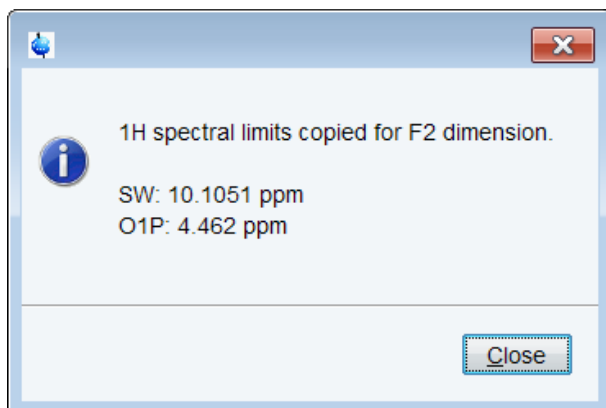 1H spectral limits copied for F2 dimension.
SW: 10.1051 ppm
O1P: 4.462 ppm
Close